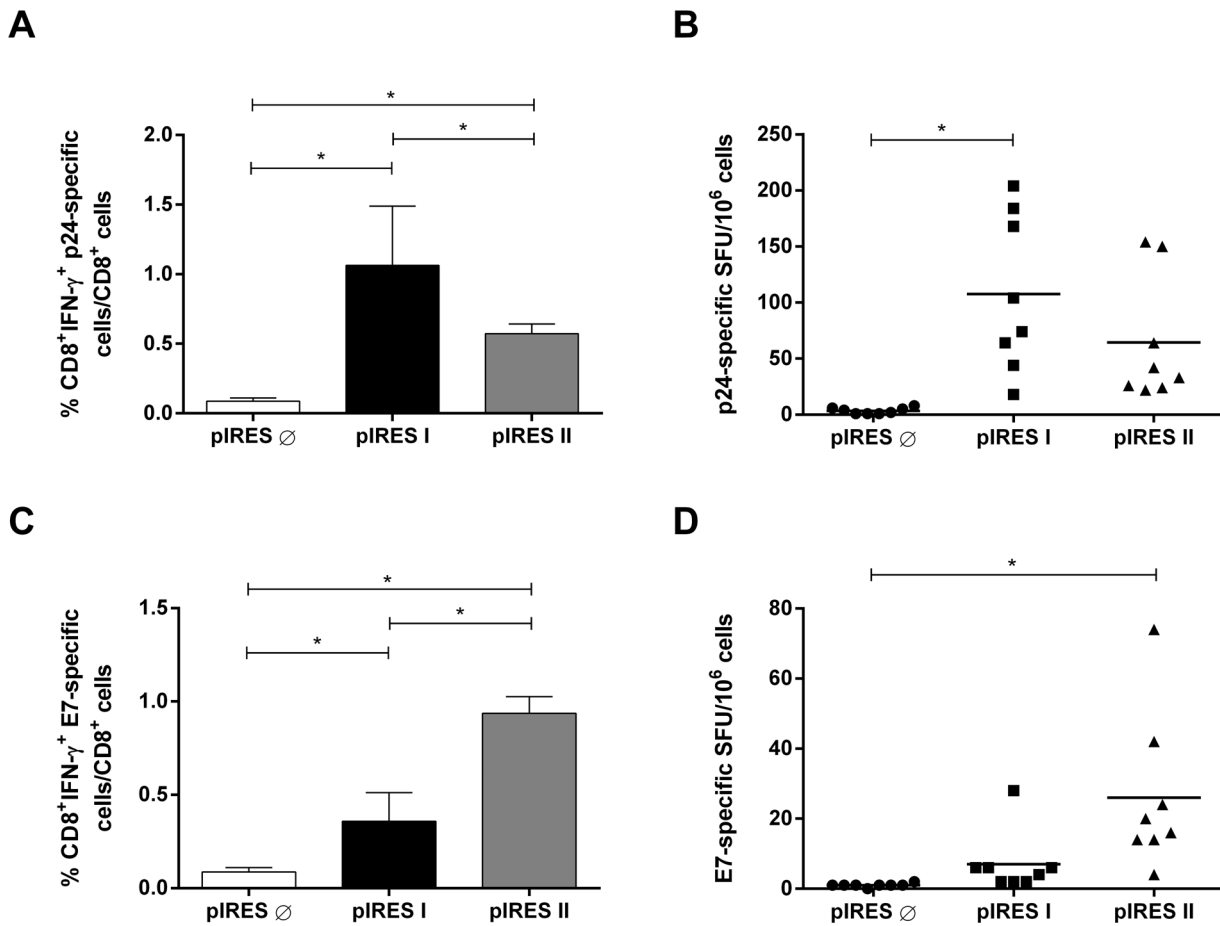 A
% CD8⁺IFN-γ⁺ p24-specific
cells/CD8⁺ cells
2.0
1.5
1.0
0.5
0.0
*
*
*
pIRES ∅
pIRES I
pIRES II
B
p24-specific SFU/10⁶ cells
250
200
150
100
50
0
*
pIRES ∅
pIRES I
pIRES II
C
% CD8⁺IFN-γ⁺ E7-specific
cells/CD8⁺ cells
1.5
1.0
0.5
0.0
*
*
*
pIRES ∅
pIRES I
pIRES II
D
E7-specific SFU/10⁶ cells
80
60
40
20
0
*
pIRES ∅
pIRES I
pIRES II